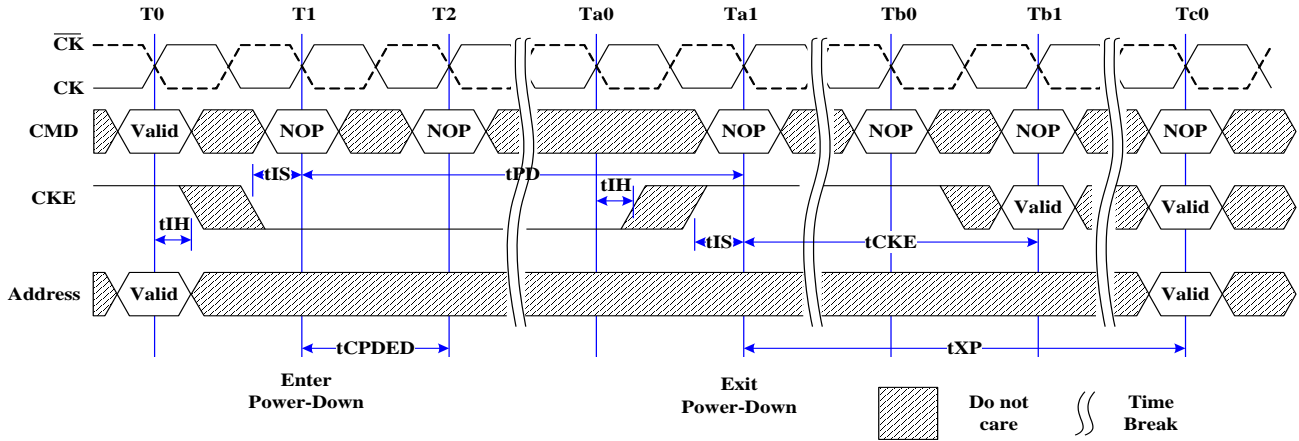 T0 T1 T2 Ta0 Ta1 Tb0 Tb1 Tc0
CK
CK
CMD Valid NOP NOP NOP NOP NOP NOP
tIS tPD tIH
CKE Valid Valid
tIH tIS tCKE
Address Valid Valid
tCPDED tXP
Enter
Power-Down
Exit
Power-Down
Do not
care
Time
Break